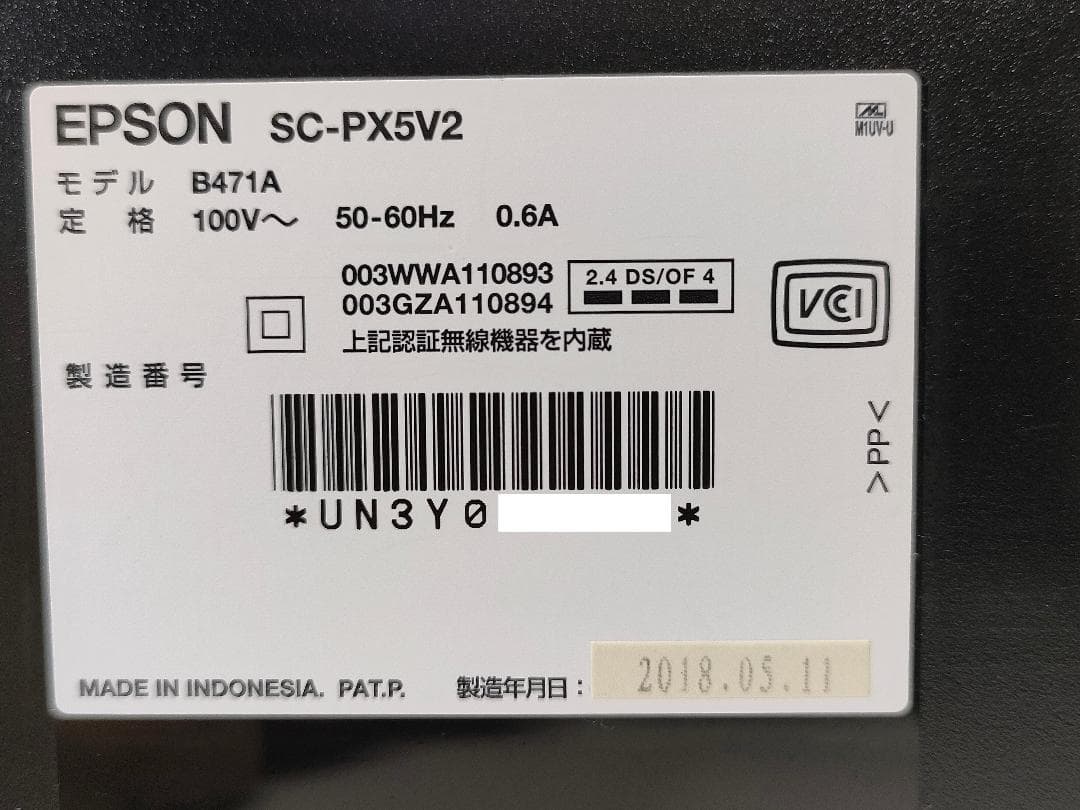 EPSON SC-PX5V2
M1UV-U
モデル B471A
定格 100V～ 50-60Hz 0.6A
003WWA110893
003GZA110894
2.4 DS/OF 4
上記認証無線機器を内蔵
VCCI
製造番号
>PP<
*UN3Y0 *
MADE IN INDONESIA. PAT.P. 製造年月日：2018.05.11